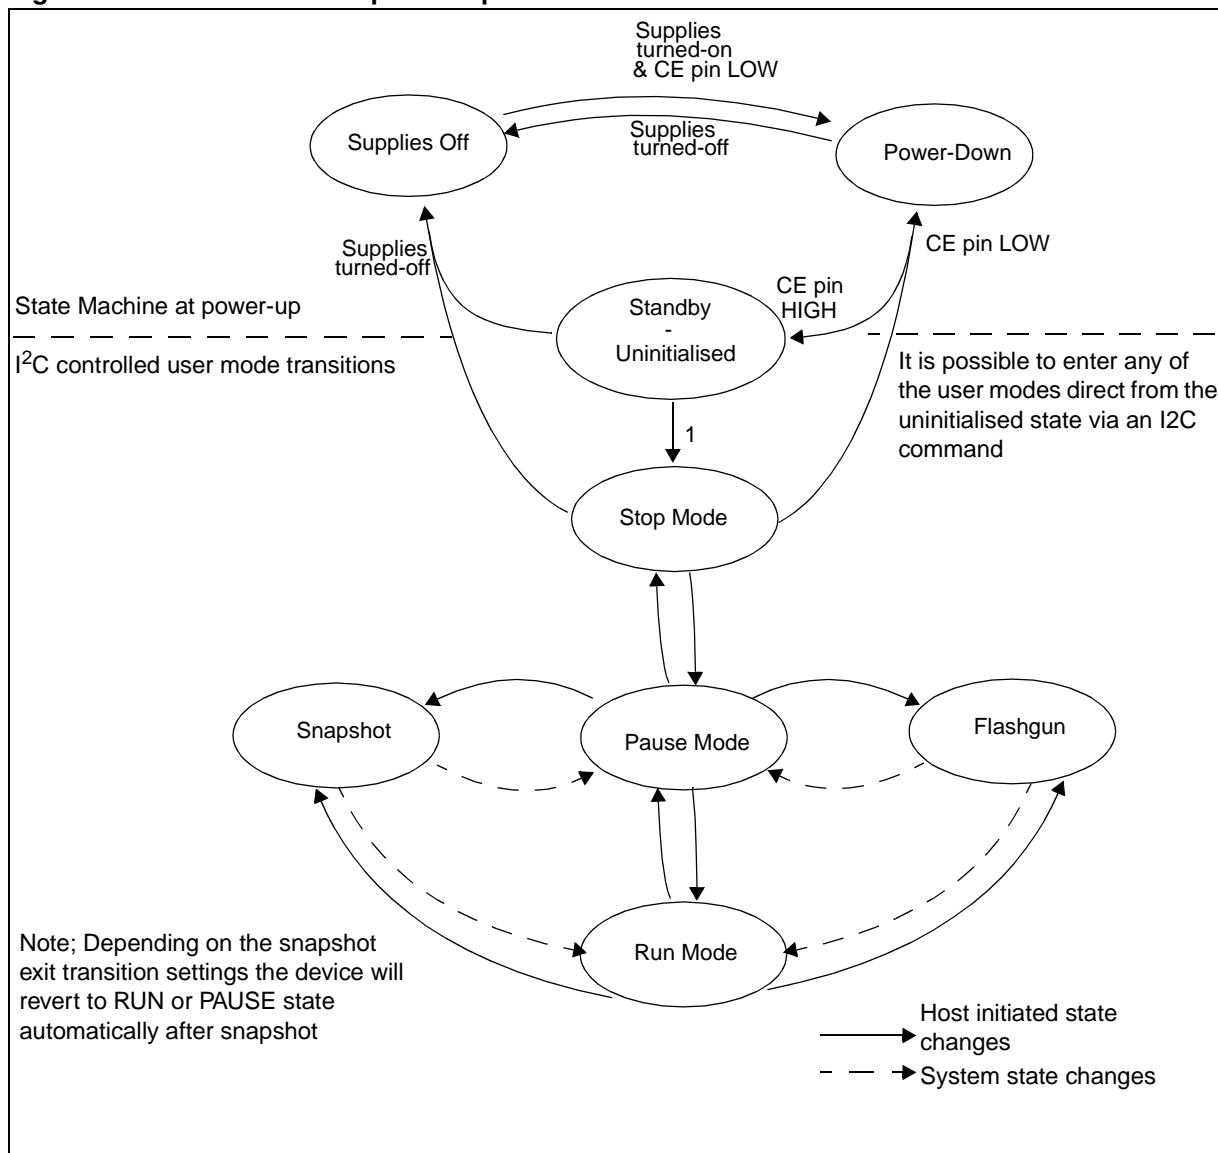 Supplies
turned-on
& CE pin LOW
Supplies Off
Supplies
turned-off
Power-Down
Supplies
turned-off
CE pin LOW
CE pin
HIGH
Standby
-
Uninitialised
State Machine at power-up
I²C controlled user mode transitions
It is possible to enter any of
the user modes direct from the
uninitialised state via an I2C
command
1
Stop Mode
Snapshot
Pause Mode
Flashgun
Run Mode
Note; Depending on the snapshot
exit transition settings the device will
revert to RUN or PAUSE state
automatically after snapshot
Host initiated state
changes
System state changes